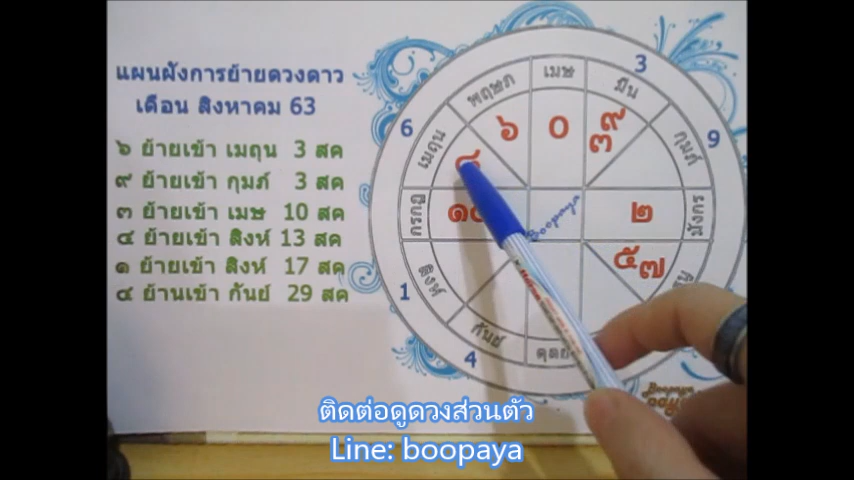 แผนผังการย้ายดวงดาว
เดือน สิงหาคม 63
๖ ย้ายเข้า เมถุน 3 สค
๙ ย้ายเข้า กุมภ์ 3 สค
๓ ย้ายเข้า เมษ 10 สค
๔ ย้ายเข้า สิงห์ 13 สค
๑ ย้ายเข้า สิงห์ 17 สค
๔ ย้านเข้า กันย์ 29 สค
3
เมษ
พฤษภ
มีน
6
เมถุน
กุมภ์
9
๖
๐
๓๙
กรกฎ
มังกร
๒
Boopaya
๕๗
สิงห์
1
กันย์
4
Boopaya
ติดต่อดูดวงส่วนตัว
Line: boopaya